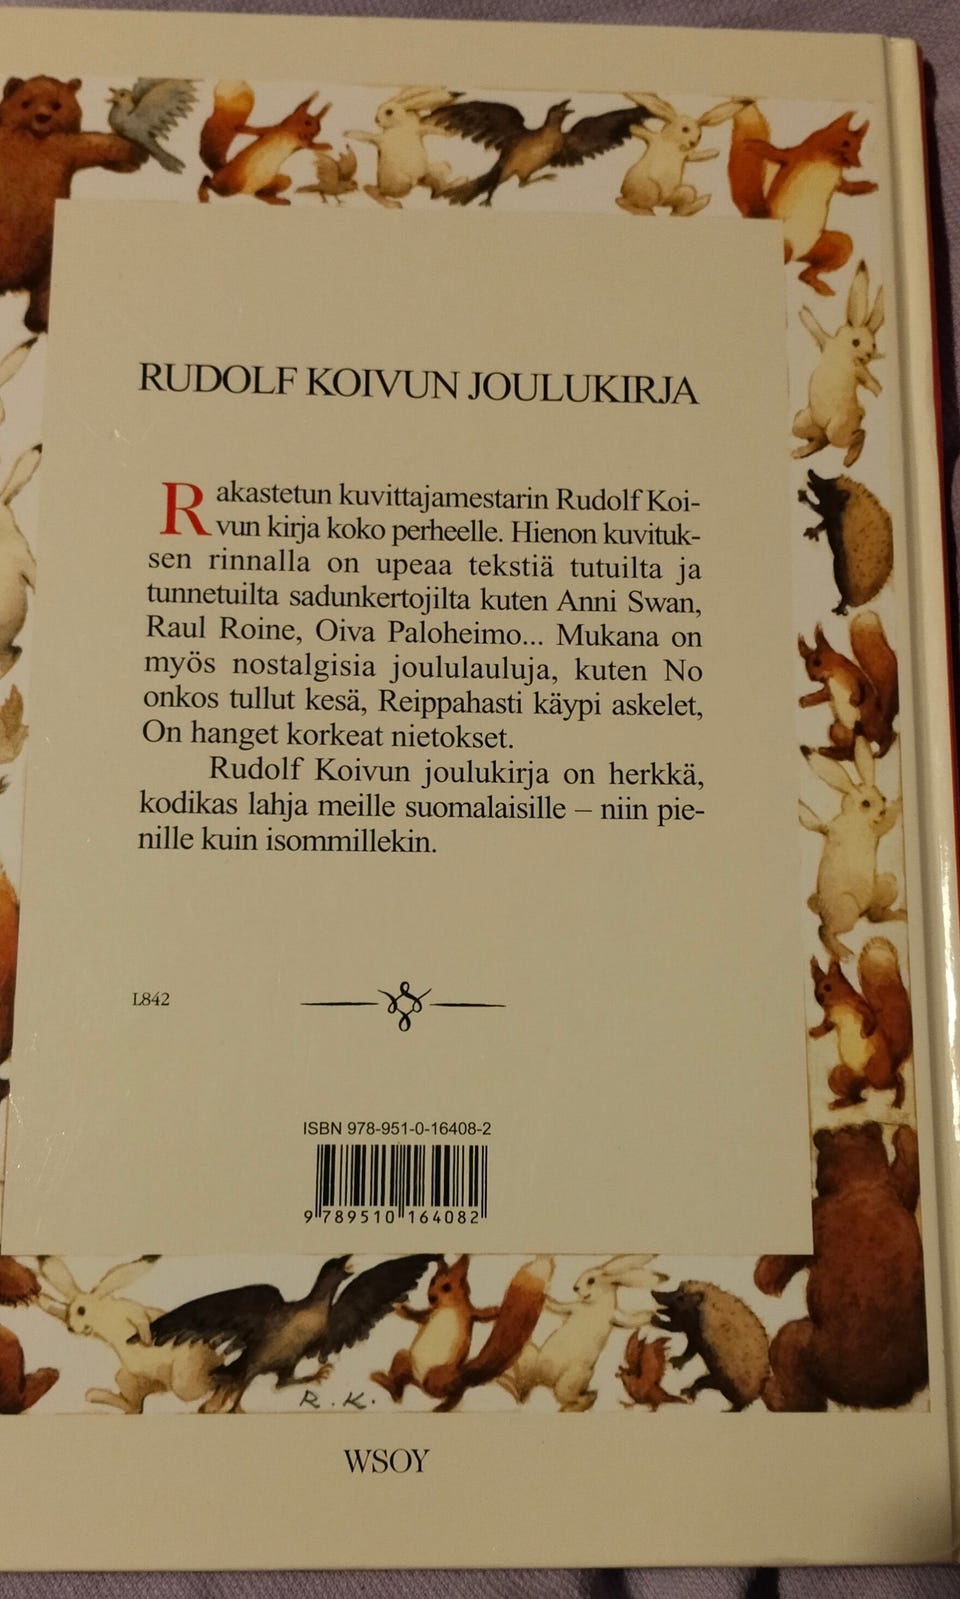 RUDOLF KOIVUN JOULUKIRJA
Rakastetun kuvittajamestarin Rudolf Koi-
vun kirja koko perheelle. Hienon kuvituk-
sen rinnalla on upeaa tekstiä tutuilta ja
tunnetuilta sadunkertojilta kuten Anni Swan,
Raul Roine, Oiva Paloheimo... Mukana on
myös nostalgisia joululauluja, kuten No
onkos tullut kesä, Reippahasti käypi askelet,
On hanget korkeat nietokset.
Rudolf Koivun joulukirja on herkkä,
kodikas lahja meille suomalaisille – niin pie-
nille kuin isommillekin.
L842
ISBN 978-951-0-16408-2
9 789510 164082
R. K.
WSOY